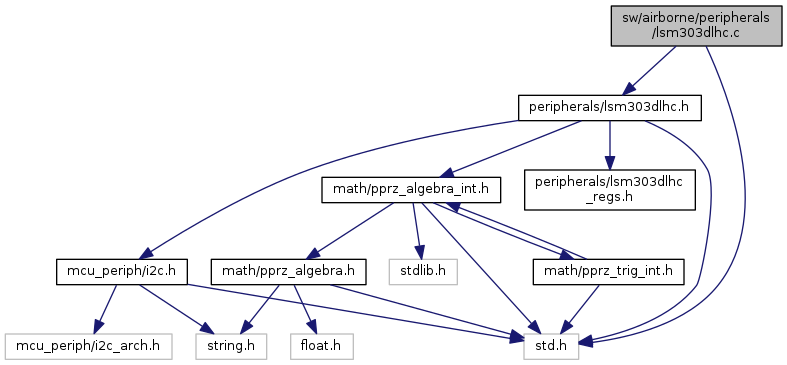 sw/airborne/peripherals
/lsm303dlhc.c
peripherals/lsm303dlhc.h
math/pprz_algebra_int.h
peripherals/lsm303dlhc
_regs.h
mcu_periph/i2c.h
math/pprz_algebra.h
stdlib.h
math/pprz_trig_int.h
mcu_periph/i2c_arch.h
string.h
float.h
std.h